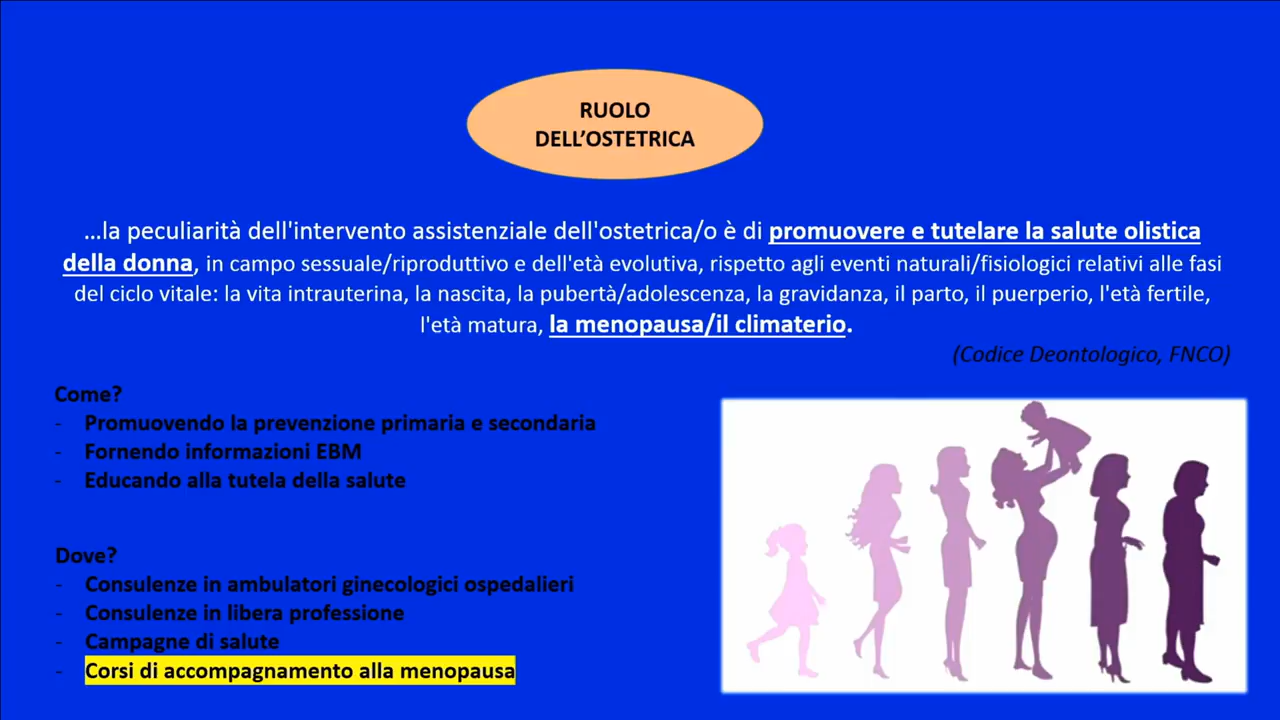 RUOLO
DELL’OSTETRICA
…la peculiarità dell'intervento assistenziale dell'ostetrica/o è di promuovere e tutelare la salute olistica
della donna, in campo sessuale/riproduttivo e dell'età evolutiva, rispetto agli eventi naturali/fisiologici relativi alle fasi
del ciclo vitale: la vita intrauterina, la nascita, la pubertà/adolescenza, la gravidanza, il parto, il puerperio, l'età fertile,
l'età matura, la menopausa/il climaterio.
(Codice Deontologico, FNCO)
Come?
- Promuovendo la prevenzione primaria e secondaria
- Fornendo informazioni EBM
- Educando alla tutela della salute
Dove?
- Consulenze in ambulatori ginecologici ospedalieri
- Consulenze in libera professione
- Campagne di salute
- Corsi di accompagnamento alla menopausa